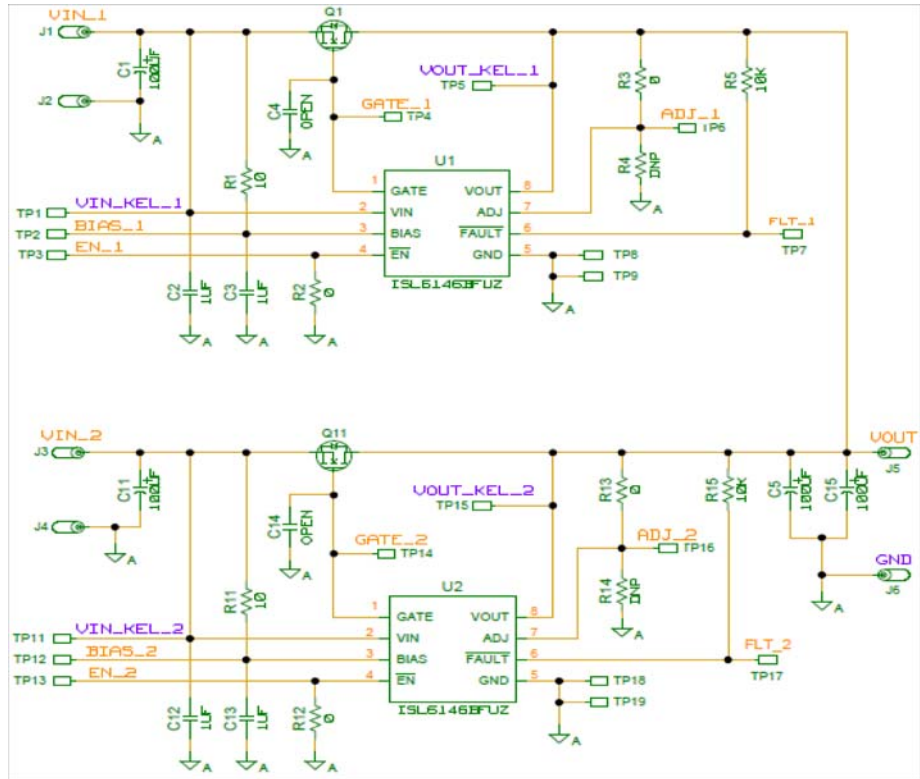 VIN_1
J1
Q1
C1
100UF
J2
A
C4
OPEN
A
GATE_1
TP4
VOUT_KEL_1
TP5
R3
0
R5
10K
ADJ_1
TP6
R4
DNP
A
R1
10
U1
1 GATE VOUT 8
2 VIN ADJ 7
3 BIAS FAULT 6
4 EN GND 5
ISL6146BFUZ
TP1 VIN_KEL_1
TP2 BIAS_1
TP3 EN_1
FLT_1
TP7
TP8
TP9
A
C2
1UF
C3
1UF
R2
0
A
A
A
VIN_2
J3
Q11
C11
100UF
J4
A
C14
OPEN
A
GATE_2
TP14
VOUT_KEL_2
TP15
R13
0
R15
10K
C5
100UF
C15
100UF
VOUT
J5
ADJ_2
TP16
R14
DNP
A
GND
J6
A
R11
10
U2
1 GATE VOUT 8
2 VIN ADJ 7
3 BIAS FAULT 6
4 EN GND 5
ISL6146BFUZ
TP11 VIN_KEL_2
TP12 BIAS_2
TP13 EN_2
FLT_2
TP17
TP18
TP19
A
C12
1UF
C13
1UF
R12
0
A
A
A